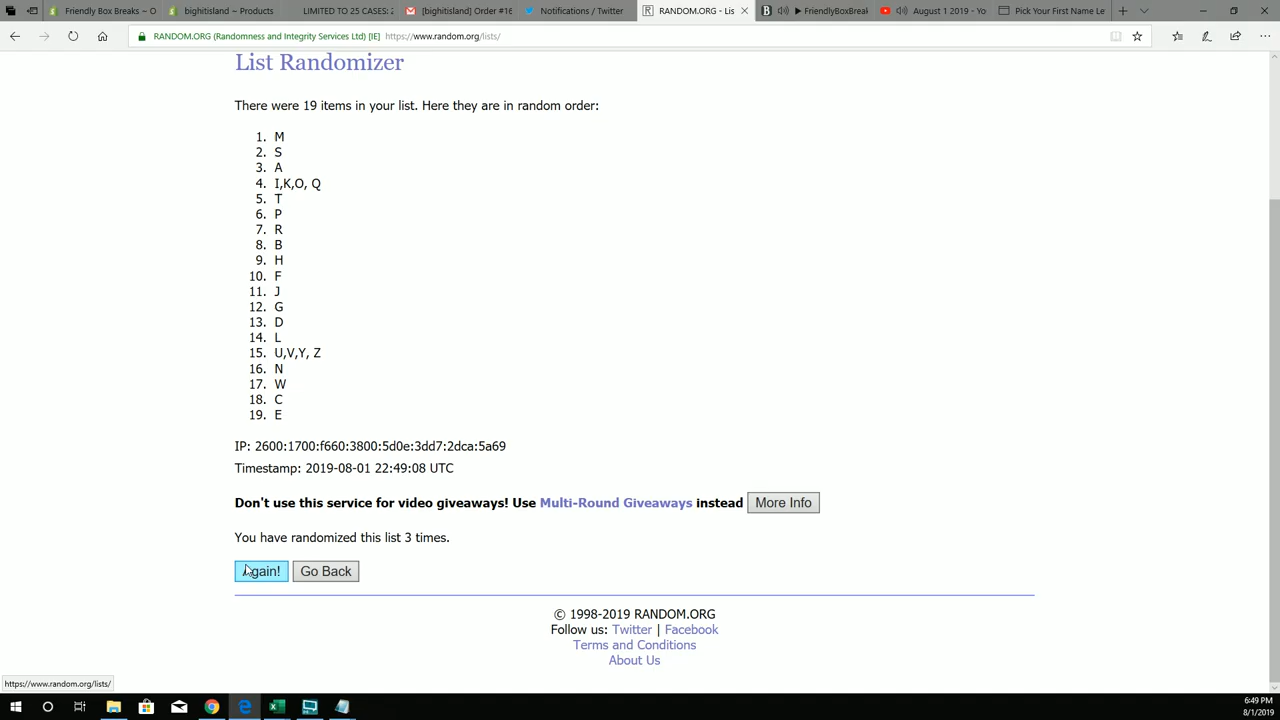 Friendly Box Breaks ~ O
bightitisland ~ Products
LIMITED TO 25 CASES: 2
[bightitisland] Order #16
Notifications / Twitter
RANDOM.ORG - Lis
FriendlyBoxBreak
August 1 2019 - Yo
Pick Your First Name Le
RANDOM.ORG (Randomness and Integrity Services Ltd) [IE] https://www.random.org/lists/
List Randomizer
There were 19 items in your list. Here they are in random order:
1. M
2. S
3. A
4. I,K,O, Q
5. T
6. P
7. R
8. B
9. H
10. F
11. J
12. G
13. D
14. L
15. U,V,Y, Z
16. N
17. W
18. C
19. E
IP: 2600:1700:f660:3800:5d0e:3dd7:2dca:5a69
Timestamp: 2019-08-01 22:49:08 UTC
Don't use this service for video giveaways! Use Multi-Round Giveaways instead More Info
You have randomized this list 3 times.
Again! Go Back
© 1998-2019 RANDOM.ORG
Follow us: Twitter | Facebook
Terms and Conditions
About Us
https://www.random.org/lists/
6:49 PM
8/1/2019